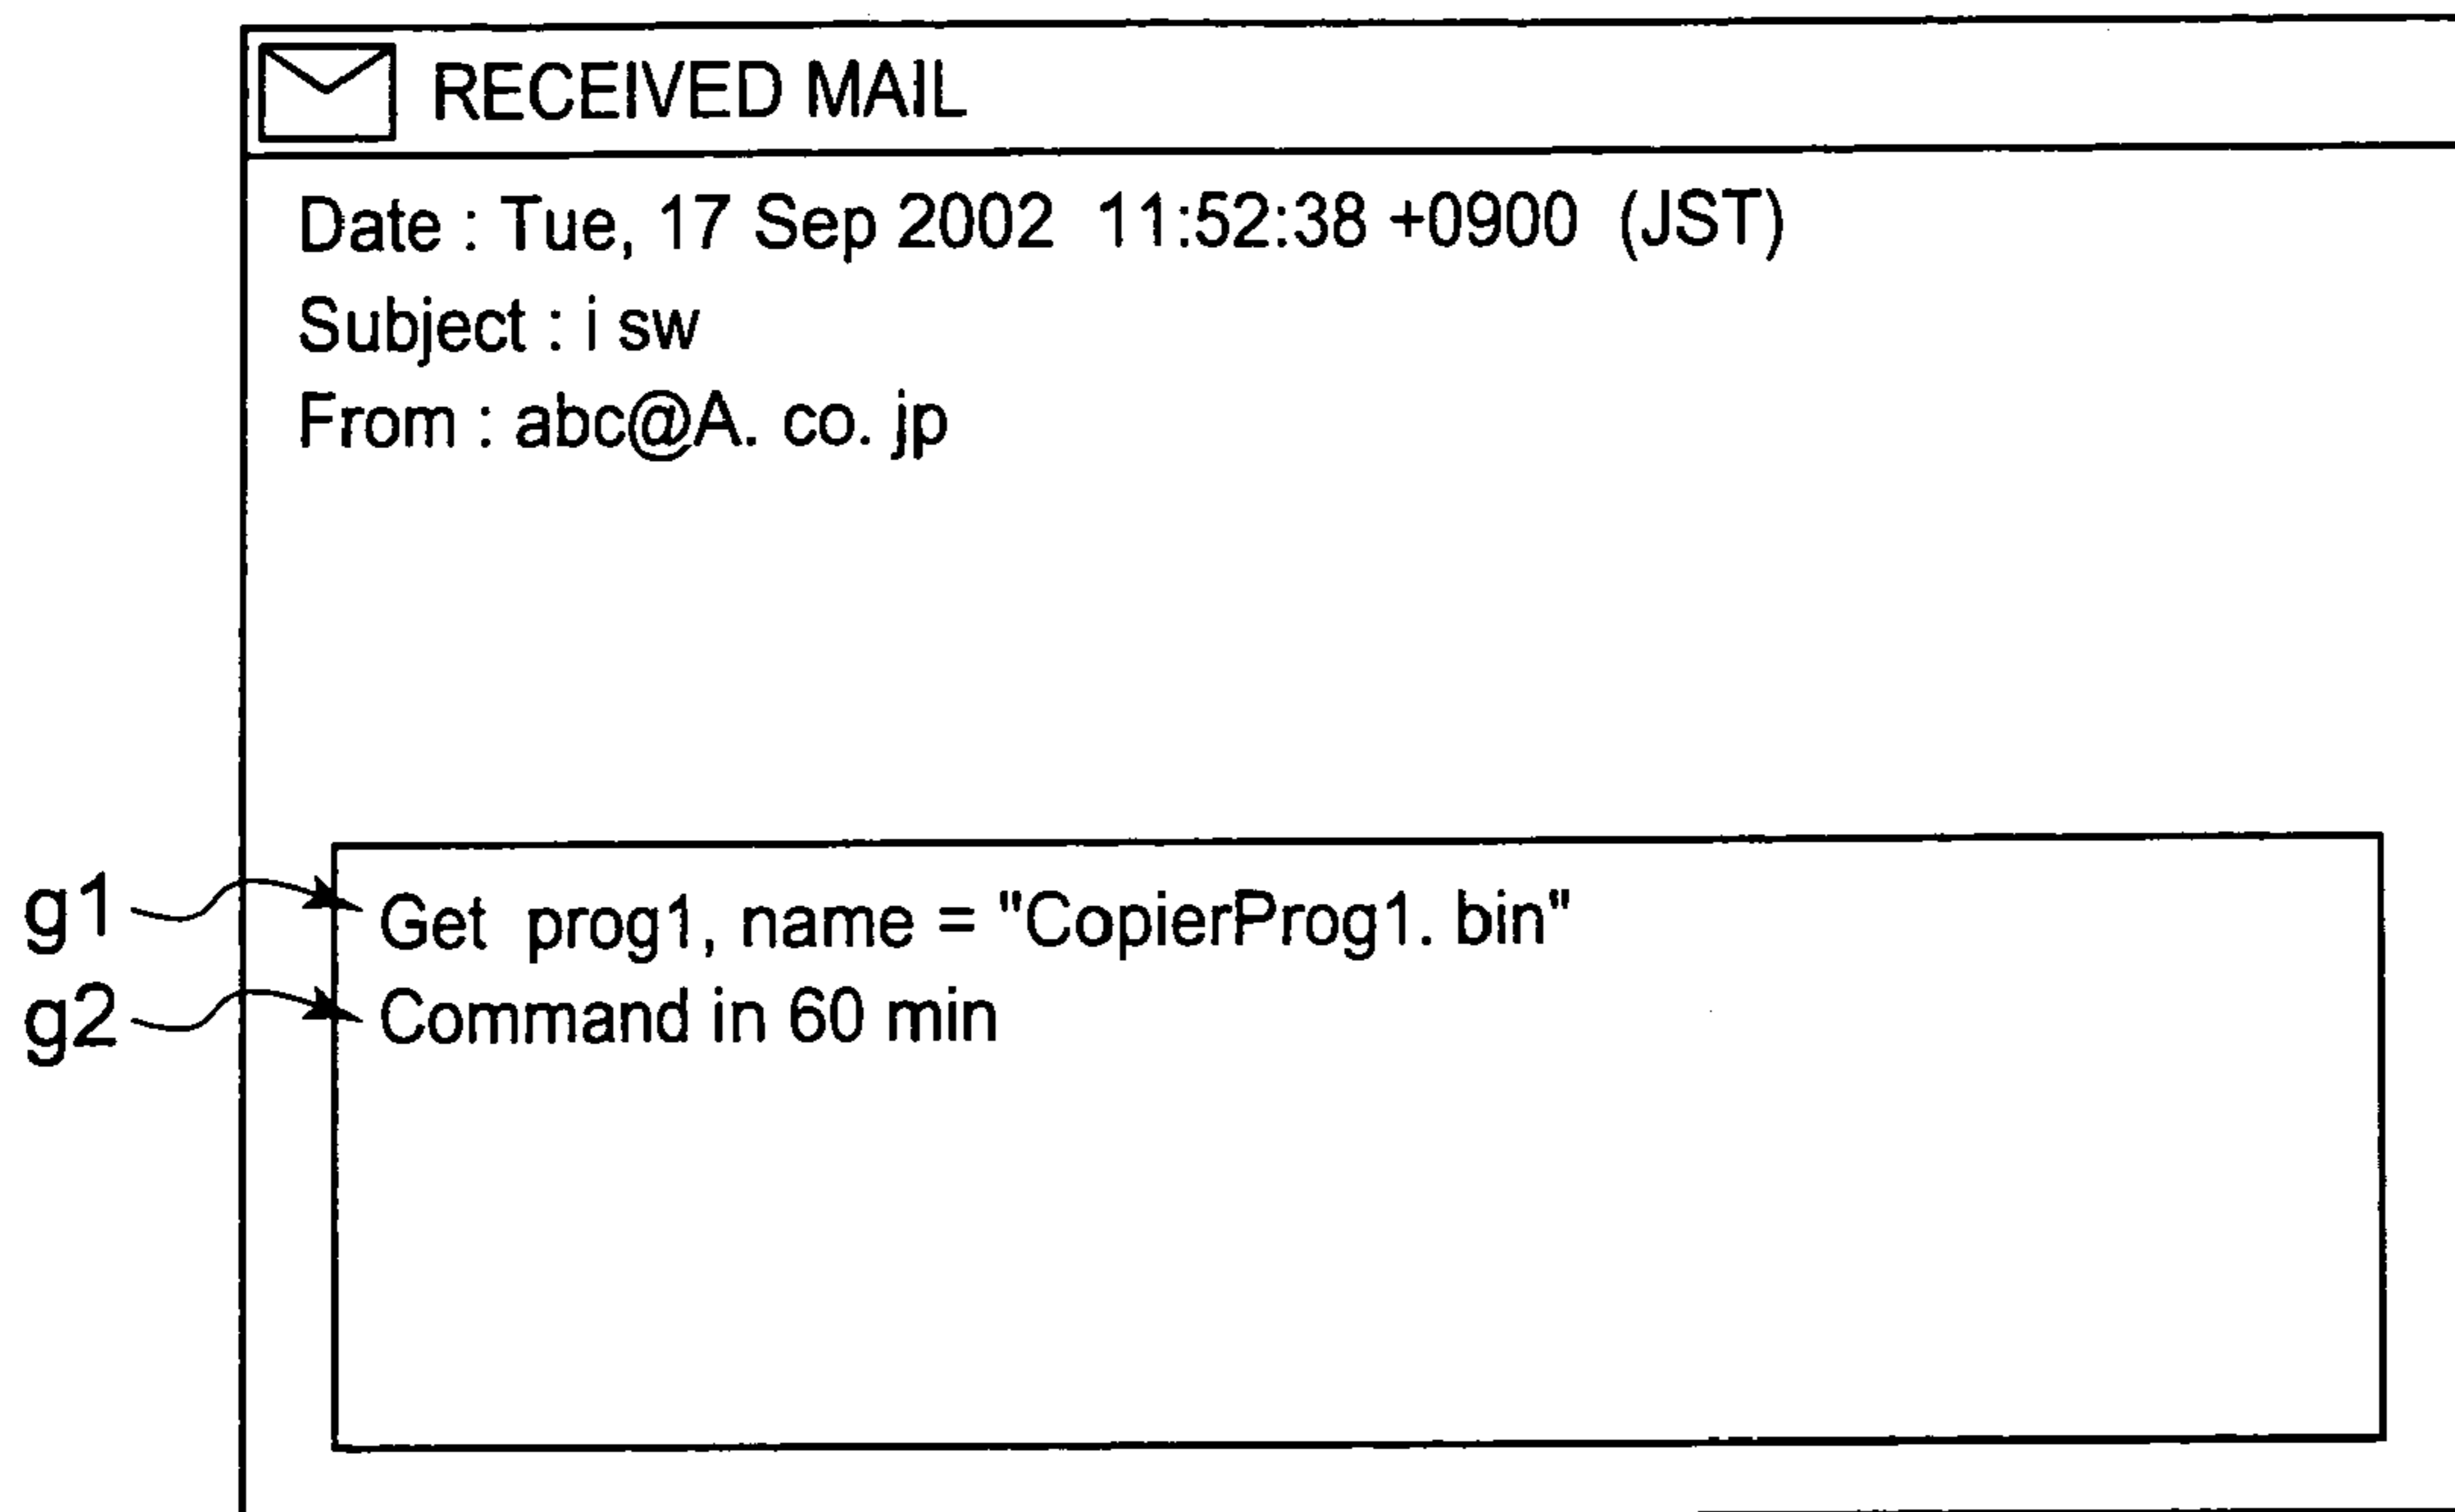 RECEIVED MAIL
Date : Tue, 17 Sep 2002 11:52:38 +0900 (JST)
Subject : i sw
From : abc@A. co. jp
g1 Get prog1, name = "CopierProg1. bin"
g2 Command in 60 min